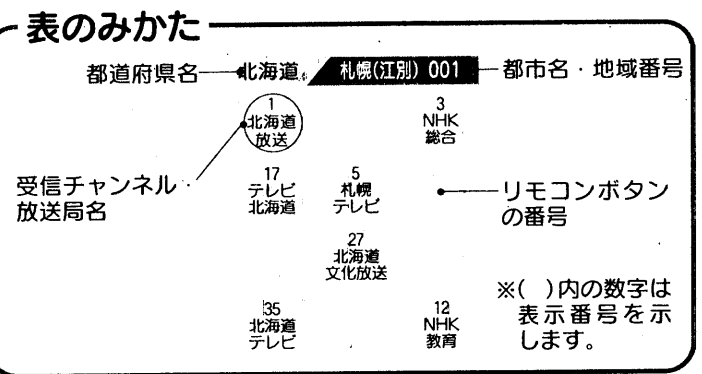 表のみかた
都道府県名
北海道
札幌(江別) 001
都市名・地域番号
1
北海道
放送
3
NHK
総合
受信チャンネル・
放送局名
17
テレビ
北海道
5
札幌
テレビ
リモコンボタン
の番号
27
北海道
文化放送
35
北海道
テレビ
12
NHK
教育
※( )内の数字は
表示番号を示
します。